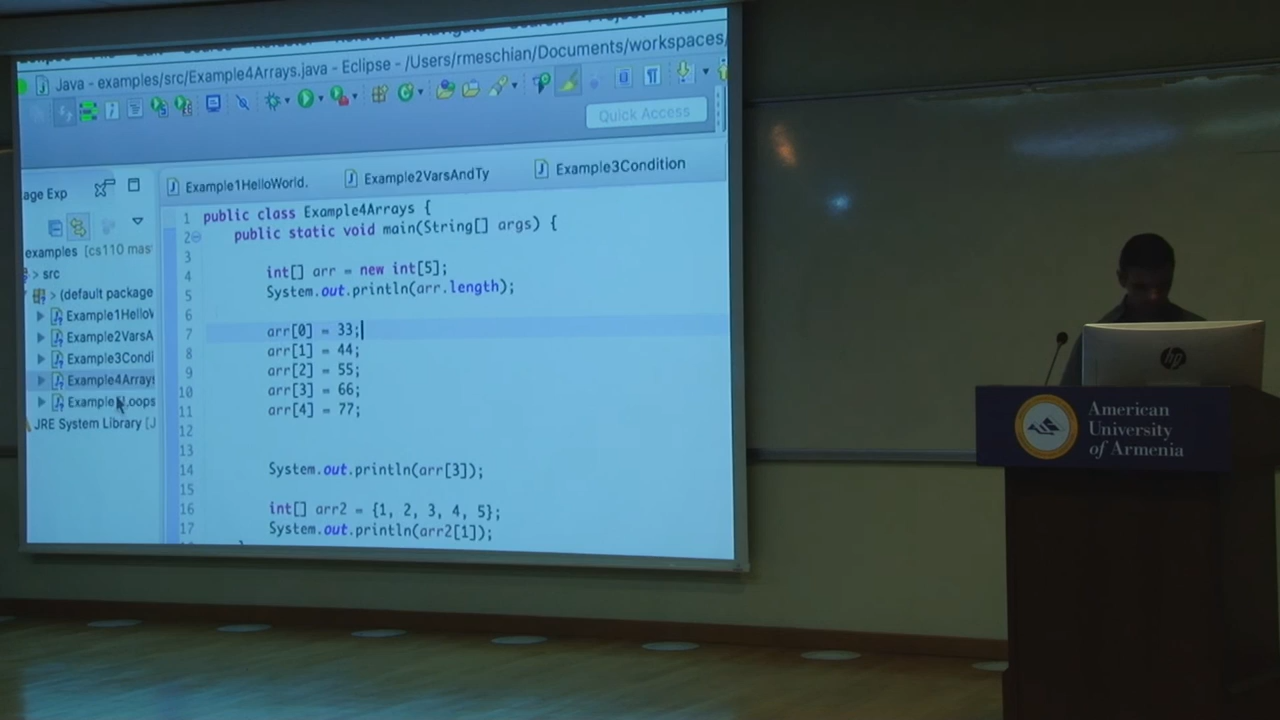 Java - examples/src/Example4Arrays.java - Eclipse - /Users/rmeschian/Documents/workspaces/
Quick Access
age Exp
Example1HelloWorld.
Example2VarsAndTy
Example3Condition
examples [cs110 mas
> src
> (default package
Example1Hello
Example2VarsA
Example3Condi
Example4Arrays
Example Loops
JRE System Library [J
1 public class Example4Arrays {
2 public static void main(String[] args) {
3
4 int[] arr = new int[5];
5 System.out.println(arr.length);
6
7 arr[0] = 33;
8 arr[1] = 44;
9 arr[2] = 55;
10 arr[3] = 66;
11 arr[4] = 77;
12
13
14 System.out.println(arr[3]);
15
16 int[] arr2 = {1, 2, 3, 4, 5};
17 System.out.println(arr2[1]);
hp
American
University
of Armenia